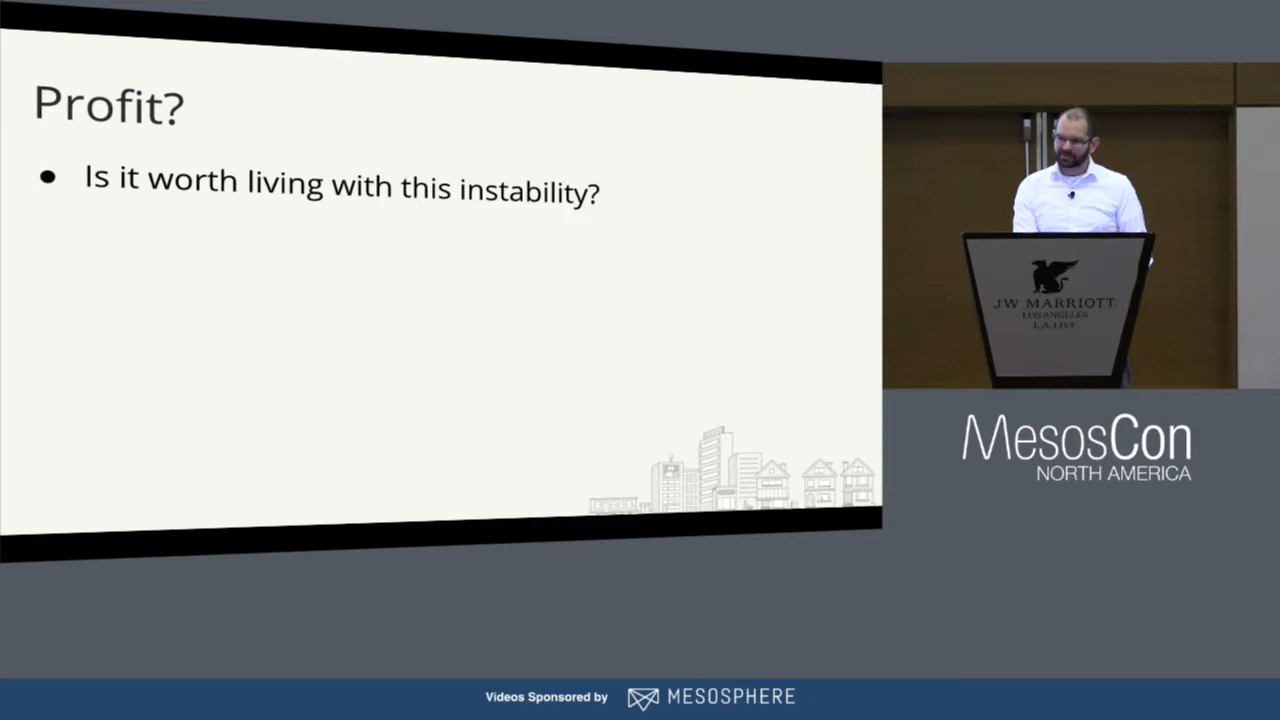 Profit?
● Is it worth living with this instability?
JW MARRIOTT
LOS ANGELES
L.A. LIVE
MesosCon
NORTH AMERICA
Videos Sponsored by MESOSPHERE